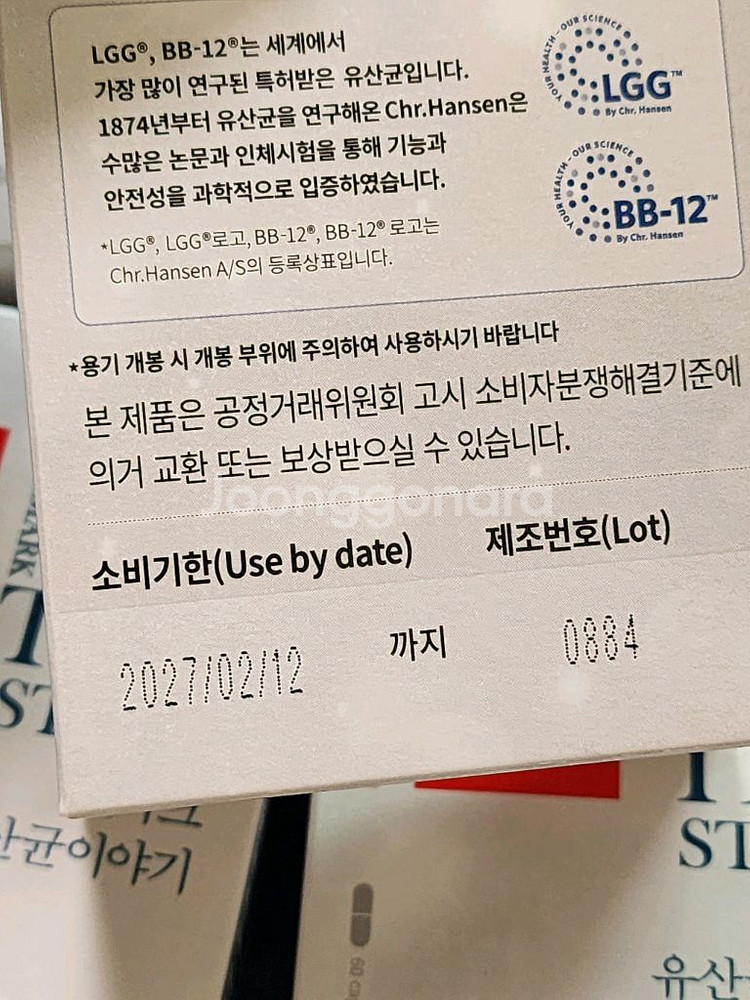 LGG®, BB-12®는 세계에서
가장 많이 연구된 특허받은 유산균입니다.
1874년부터 유산균을 연구해온 Chr.Hansen은
수많은 논문과 인체시험을 통해 기능과
안전성을 과학적으로 입증하였습니다.
*LGG®, LGG®로고, BB-12®, BB-12® 로고는
Chr.Hansen A/S의 등록상표입니다.
YOUR HEALTH - OUR SCIENCE
LGG™
By Chr. Hansen
YOUR HEALTH - OUR SCIENCE
BB-12™
By Chr. Hansen
*용기 개봉 시 개봉 부위에 주의하여 사용하시기 바랍니다
본 제품은 공정거래위원회 고시 소비자분쟁해결기준에
의거 교환 또는 보상받으실 수 있습니다.
Joonggonara
소비기한(Use by date) 제조번호(Lot)
2027/02/12 까지 0884
ST
산균이야기
ST
유산